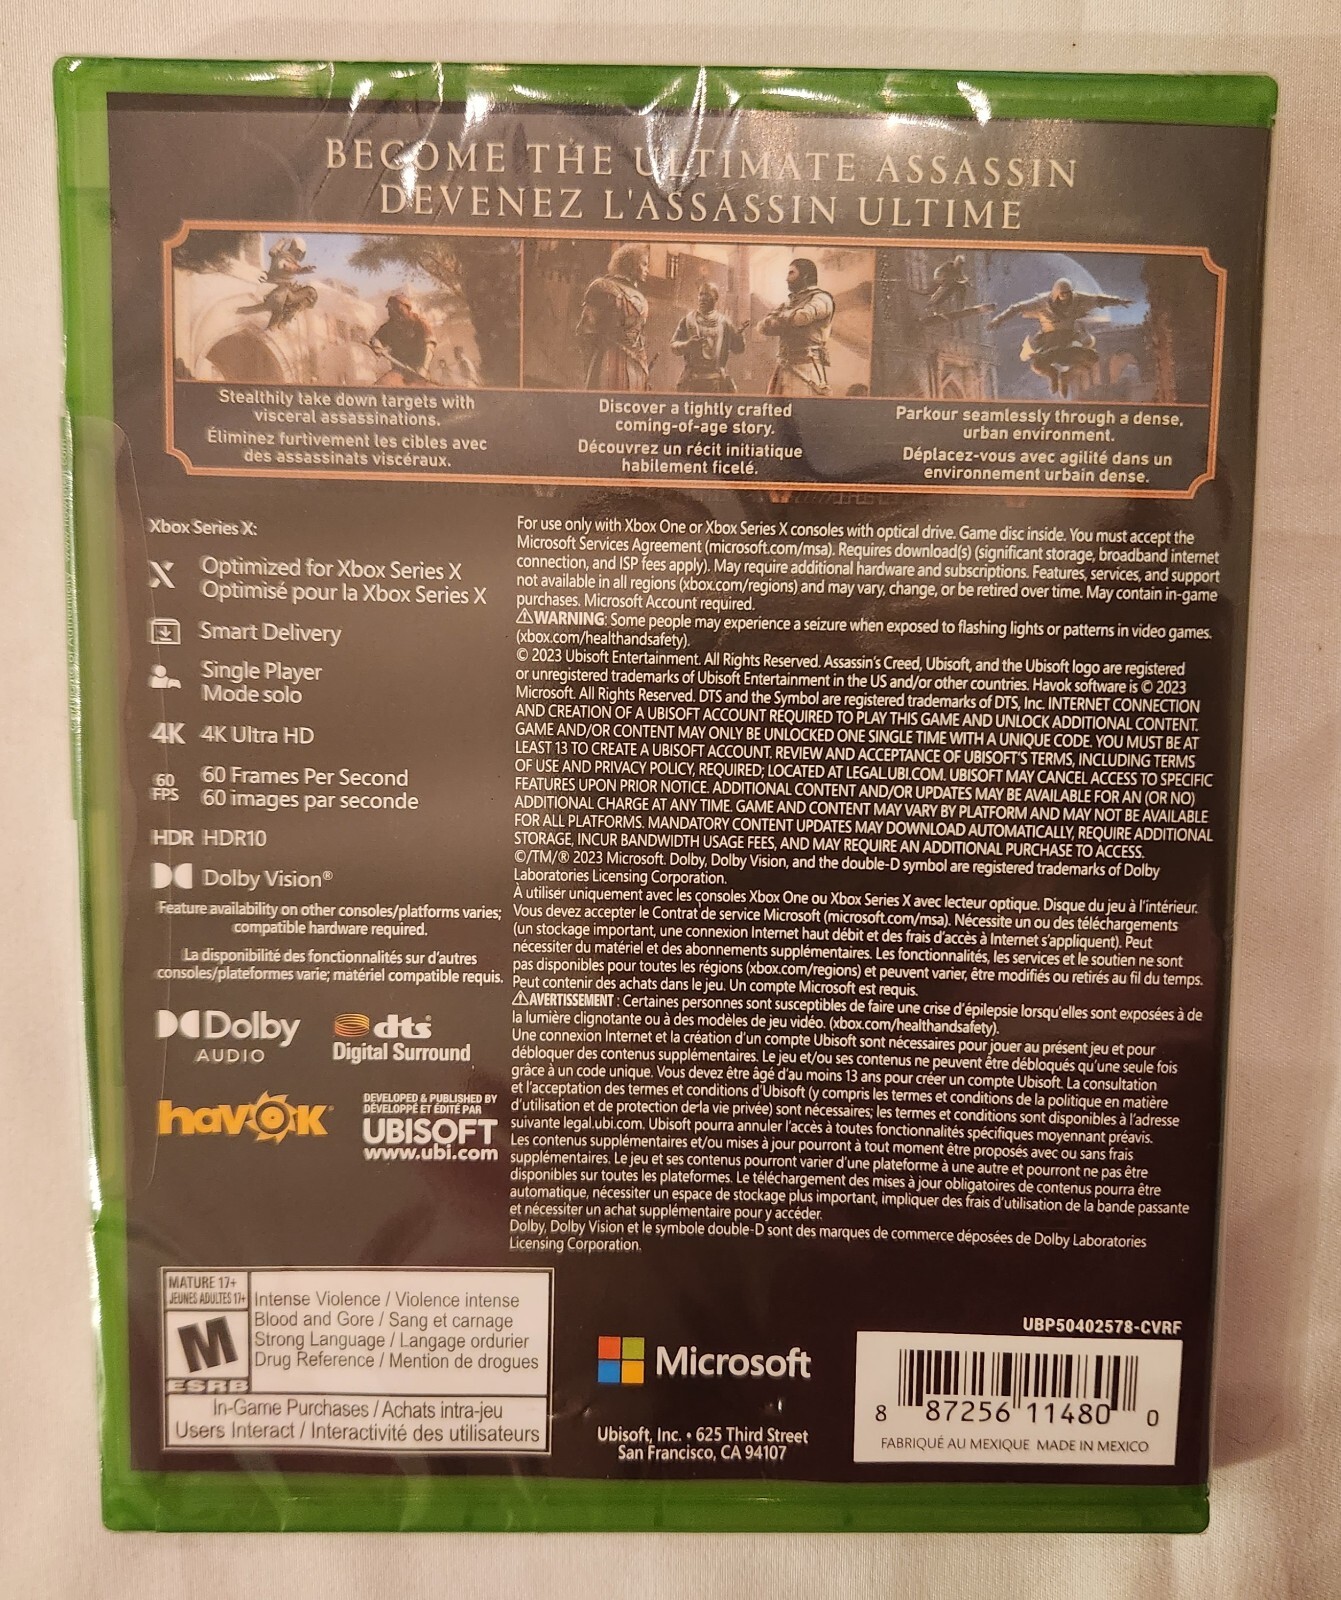 BECOME THE ULTIMATE ASSASSIN
DEVENEZ L'ASSASSIN ULTIME
Stealthily take down targets with
visceral assassinations.
Éliminez furtivement les cibles avec
des assassinats viscéraux.
Discover a tightly crafted
coming-of-age story.
Découvrez un récit initiatique
habilement ficelé.
Parkour seamlessly through a dense,
urban environment.
Déplacez-vous avec agilité dans un
environnement urbain dense.
Xbox Series X:
Optimized for Xbox Series X
Optimisé pour la Xbox Series X
Smart Delivery
Single Player
Mode solo
4K 4K Ultra HD
60 FPS 60 Frames Per Second
60 images par seconde
HDR HDR10
Dolby Vision®
Feature availability on other consoles/platforms varies;
compatible hardware required.
La disponibilité des fonctionnalités sur d'autres
consoles/plateformes varie; matériel compatible requis.
Dolby
AUDIO
dts
Digital Surround
havok
DEVELOPED & PUBLISHED BY
DÉVELOPPÉ ET ÉDITÉ PAR
UBISOFT
www.ubi.com
For use only with Xbox One or Xbox Series X consoles with optical drive. Game disc inside. You must accept the
Microsoft Services Agreement (microsoft.com/msa). Requires download(s) (significant storage, broadband internet
connection, and ISP fees apply). May require additional hardware and subscriptions. Features, services, and support
not available in all regions (xbox.com/regions) and may vary, change, or be retired over time. May contain in-game
purchases. Microsoft Account required.
⚠WARNING: Some people may experience a seizure when exposed to flashing lights or patterns in video games.
(xbox.com/healthandsafety).
© 2023 Ubisoft Entertainment. All Rights Reserved. Assassin's Creed, Ubisoft, and the Ubisoft logo are registered
or unregistered trademarks of Ubisoft Entertainment in the US and/or other countries. Havok software is © 2023
Microsoft. All Rights Reserved. DTS and the Symbol are registered trademarks of DTS, Inc. INTERNET CONNECTION
AND CREATION OF A UBISOFT ACCOUNT REQUIRED TO PLAY THIS GAME AND UNLOCK ADDITIONAL CONTENT.
GAME AND/OR CONTENT MAY ONLY BE UNLOCKED ONE SINGLE TIME WITH A UNIQUE CODE. YOU MUST BE AT
LEAST 13 TO CREATE A UBISOFT ACCOUNT. REVIEW AND ACCEPTANCE OF UBISOFT'S TERMS, INCLUDING TERMS
OF USE AND PRIVACY POLICY, REQUIRED; LOCATED AT LEGAL.UBI.COM. UBISOFT MAY CANCEL ACCESS TO SPECIFIC
FEATURES UPON PRIOR NOTICE. ADDITIONAL CONTENT AND/OR UPDATES MAY BE AVAILABLE FOR AN (OR NO)
ADDITIONAL CHARGE AT ANY TIME. GAME AND CONTENT MAY VARY BY PLATFORM AND MAY NOT BE AVAILABLE
FOR ALL PLATFORMS. MANDATORY CONTENT UPDATES MAY DOWNLOAD AUTOMATICALLY, REQUIRE ADDITIONAL
STORAGE, INCUR BANDWIDTH USAGE FEES, AND MAY REQUIRE AN ADDITIONAL PURCHASE TO ACCESS.
©/TM/® 2023 Microsoft. Dolby, Dolby Vision, and the double-D symbol are registered trademarks of Dolby
Laboratories Licensing Corporation.
À utiliser uniquement avec les consoles Xbox One ou Xbox Series X avec lecteur optique. Disque du jeu à l'intérieur.
Vous devez accepter le Contrat de service Microsoft (microsoft.com/msa). Nécessite un ou des téléchargements
(un stockage important, une connexion Internet haut débit et des frais d'accès à Internet s'appliquent). Peut
nécessiter du matériel et des abonnements supplémentaires. Les fonctionnalités, les services et le soutien ne sont
pas disponibles pour toutes les régions (xbox.com/regions) et peuvent varier, être modifiés ou retirés au fil du temps.
Peut contenir des achats dans le jeu. Un compte Microsoft est requis.
⚠AVERTISSEMENT : Certaines personnes sont susceptibles de faire une crise d'épilepsie lorsqu'elles sont exposées à de
la lumière clignotante ou à des modèles de jeu vidéo. (xbox.com/healthandsafety).
Une connexion Internet et la création d'un compte Ubisoft sont nécessaires pour jouer au présent jeu et pour
débloquer des contenus supplémentaires. Le jeu et/ou ses contenus ne peuvent être débloqués qu'une seule fois
grâce à un code unique. Vous devez être âgé d'au moins 13 ans pour créer un compte Ubisoft. La consultation
et l'acceptation des termes et conditions d'Ubisoft (y compris les termes et conditions de la politique en matière
d'utilisation et de protection de la vie privée) sont nécessaires; les termes et conditions sont disponibles à l'adresse
suivante legal.ubi.com. Ubisoft pourra annuler l'accès à toutes fonctionnalités spécifiques moyennant préavis.
Les contenus supplémentaires et/ou mises à jour pourront à tout moment être proposés avec ou sans frais
supplémentaires. Le jeu et ses contenus pourront varier d'une plateforme à une autre et pourront ne pas être
disponibles sur toutes les plateformes. Le téléchargement des mises à jour obligatoires de contenus pourra être
automatique, nécessiter un espace de stockage plus important, impliquer des frais d'utilisation de la bande passante
et nécessiter un achat supplémentaire pour y accéder.
Dolby, Dolby Vision et le symbole double-D sont des marques de commerce déposées de Dolby Laboratories
Licensing Corporation.
MATURE 17+
JEUNES ADULTES 17+
M
ESRB
Intense Violence / Violence intense
Blood and Gore / Sang et carnage
Strong Language / Langage ordurier
Drug Reference / Mention de drogues
In-Game Purchases / Achats intra-jeu
Users Interact / Interactivité des utilisateurs
Microsoft
Ubisoft, Inc. • 625 Third Street
San Francisco, CA 94107
UBP50402578-CVRF
8 87256 11480 0
FABRIQUÉ AU MEXIQUE MADE IN MEXICO